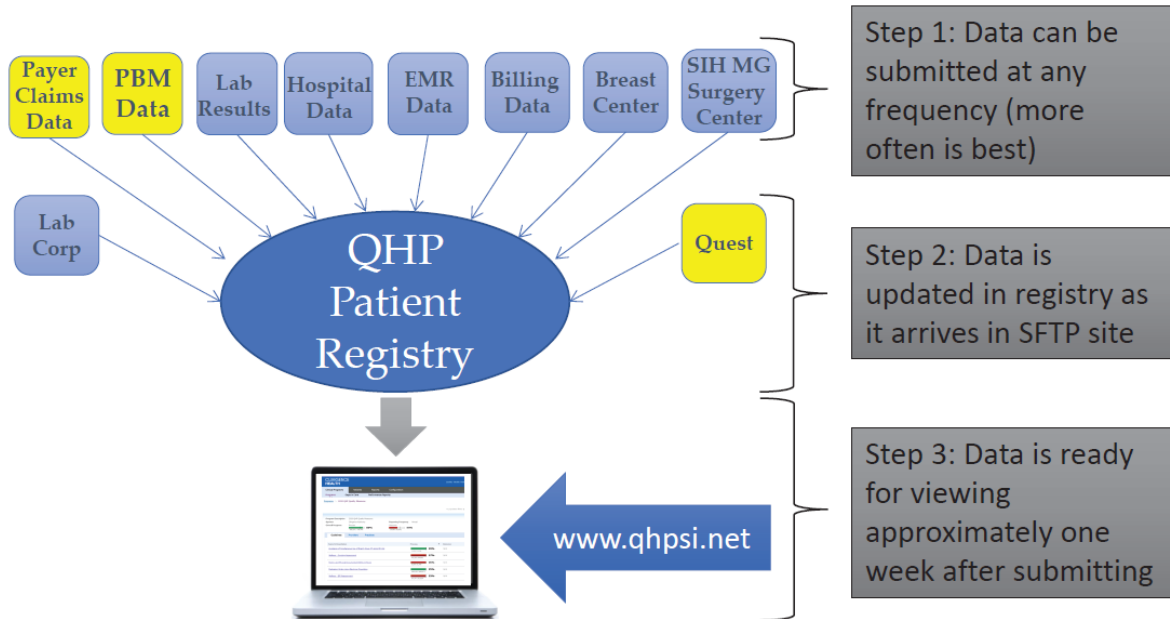 Payer
Claims
Data
PBM
Data
Lab
Results
Hospital
Data
EMR
Data
Billing
Data
Breast
Center
SIH MG
Surgery
Center
Step 1: Data can be
submitted at any
frequency (more
often is best)
Lab
Corp
QHP
Patient
Registry
Quest
Step 2: Data is
updated in registry as
it arrives in SFTP site
www.qhpsi.net
Step 3: Data is ready
for viewing
approximately one
week after submitting